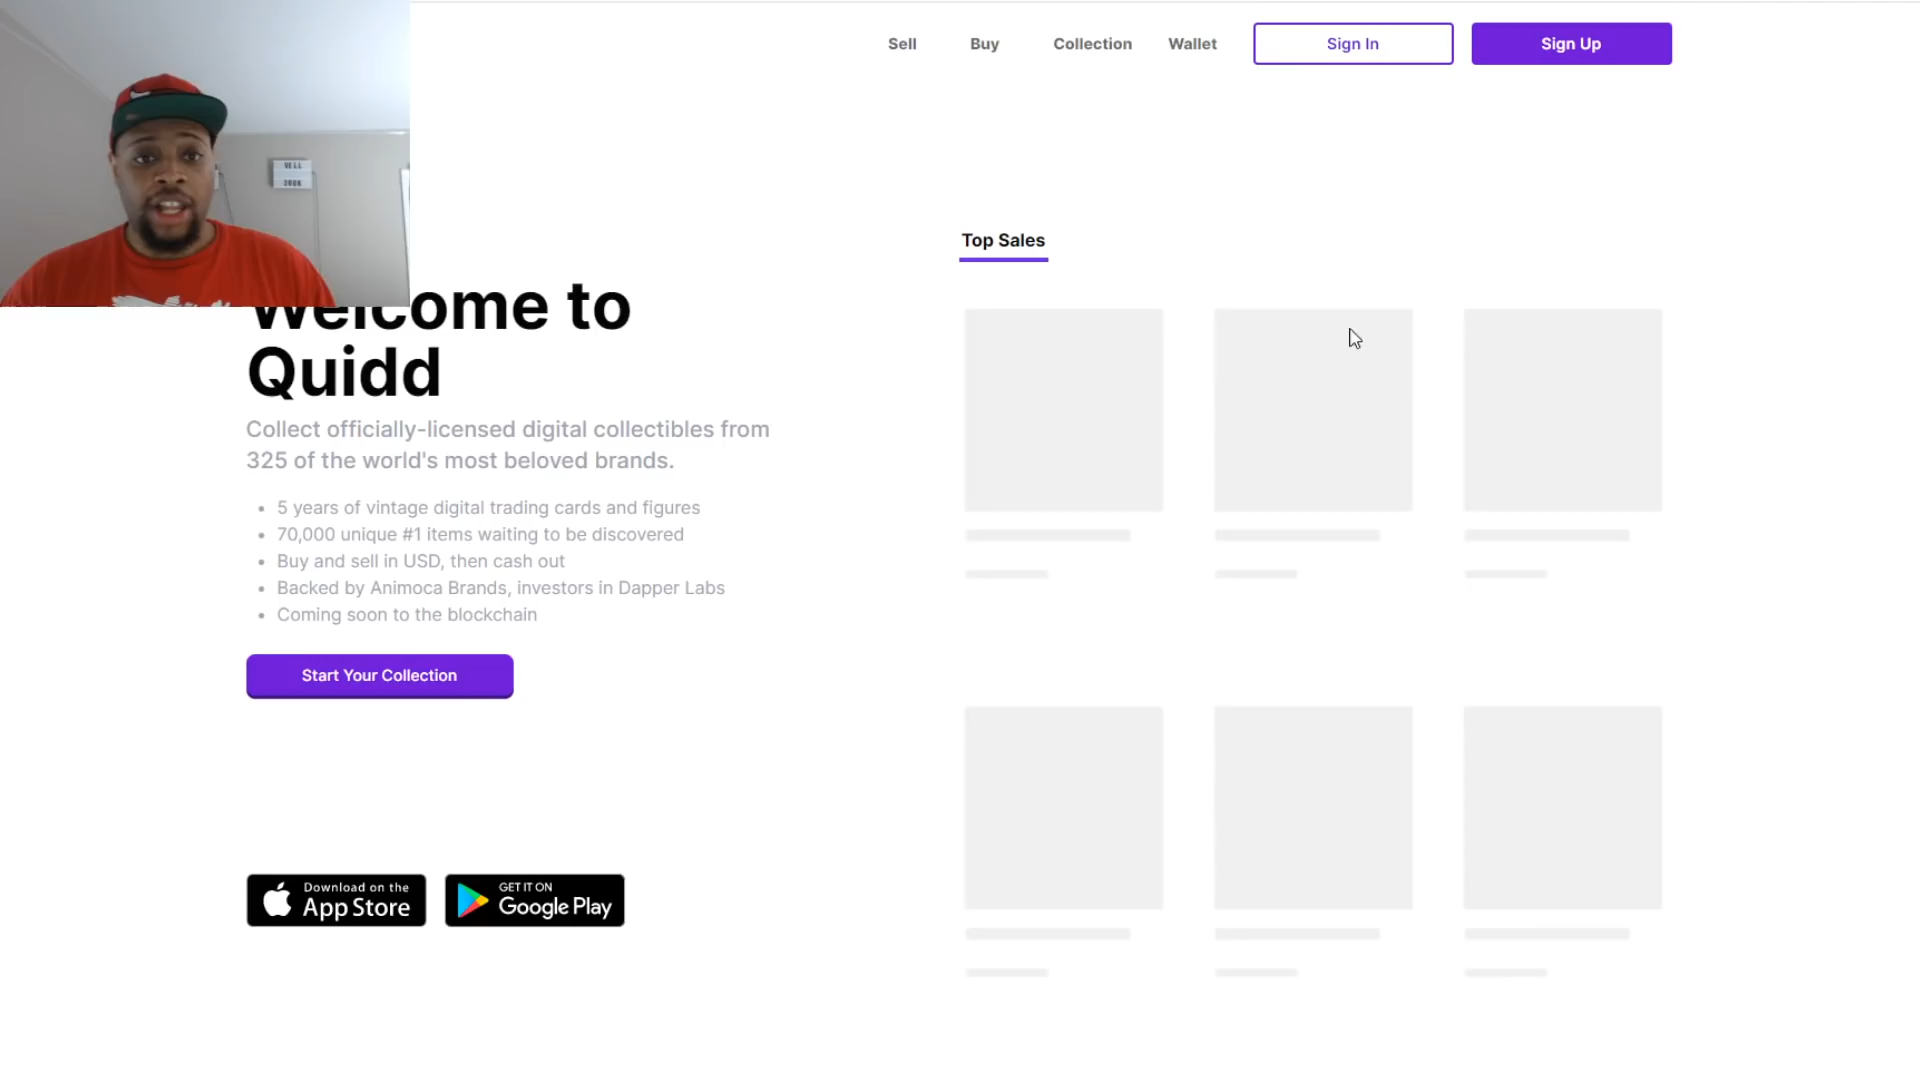 Sell Buy Collection Wallet Sign In Sign Up
VELL
Top Sales
Welcome to
Quidd
Collect officially-licensed digital collectibles from
325 of the world's most beloved brands.
• 5 years of vintage digital trading cards and figures
• 70,000 unique #1 items waiting to be discovered
• Buy and sell in USD, then cash out
• Backed by Animoca Brands, investors in Dapper Labs
• Coming soon to the blockchain
Start Your Collection
Download on the
App Store
GET IT ON
Google Play